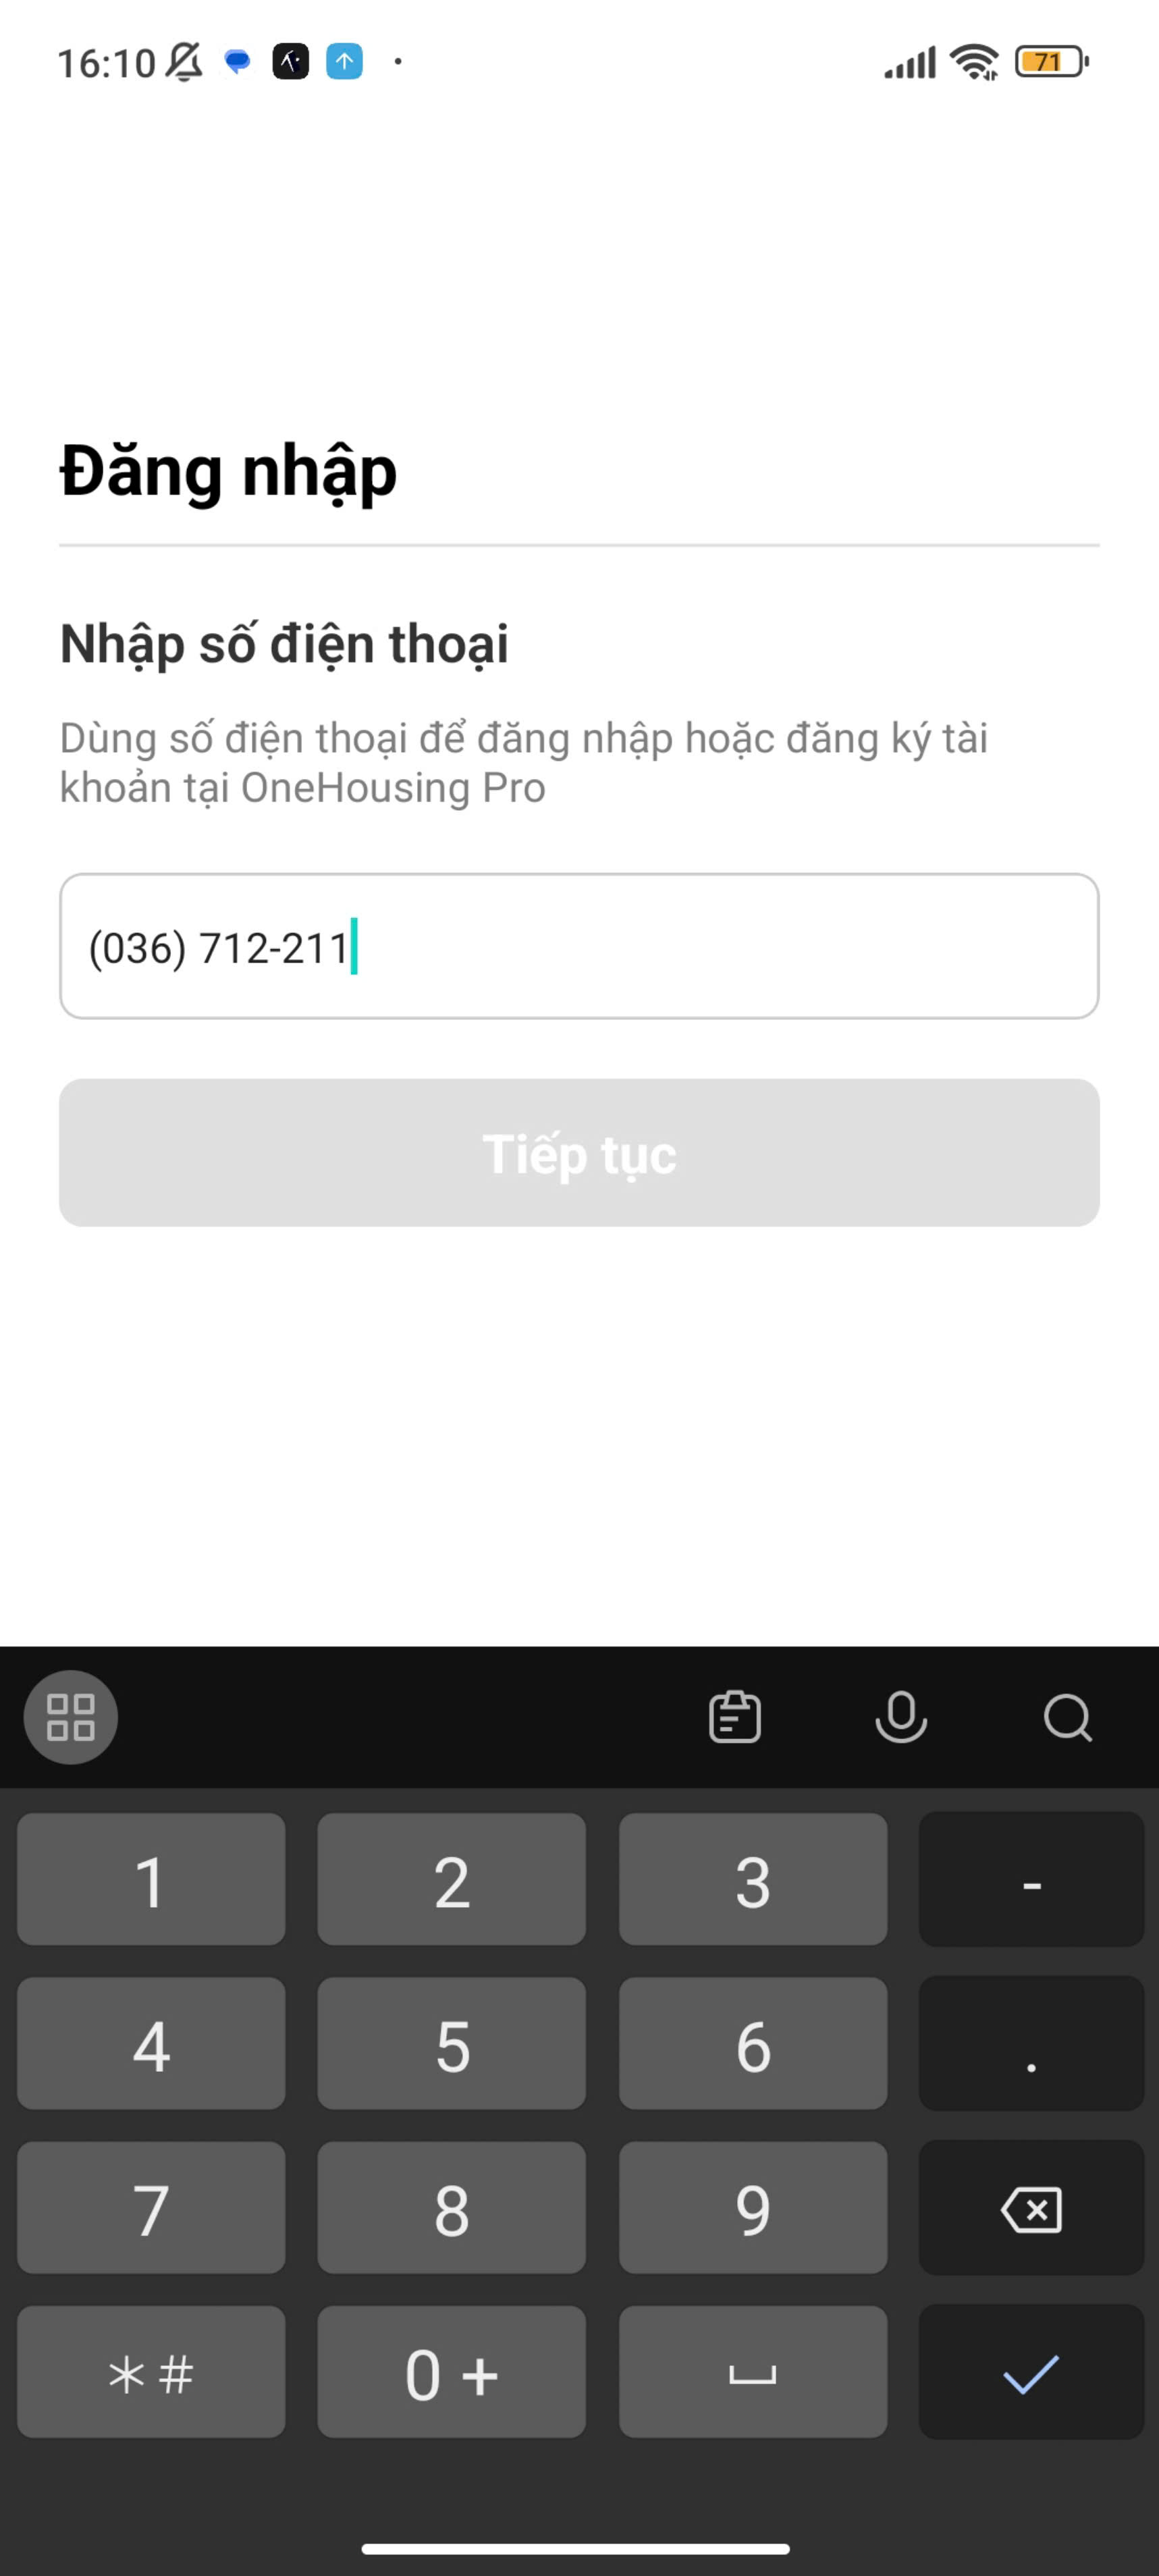 16:10
71
Đăng nhập
Nhập số điện thoại
Dùng số điện thoại để đăng nhập hoặc đăng ký tài
khoản tại OneHousing Pro
(036) 712-211
Tiếp tục
1 2 3 -
4 5 6 .
7 8 9
*# 0 +